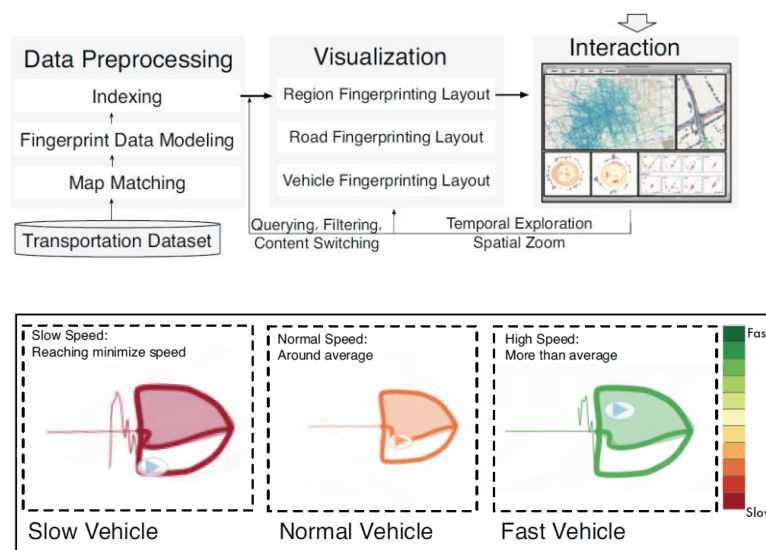 Data Preprocessing
Indexing
Fingerprint Data Modeling
Map Matching
Transportation Dataset
Visualization
Region Fingerprinting Layout
Road Fingerprinting Layout
Vehicle Fingerprinting Layout
Interaction
Querying, Filtering,
Content Switching
Temporal Exploration
Spatial Zoom
Slow Speed:
Reaching minimize speed
Slow Vehicle
Normal Speed:
Around average
Normal Vehicle
High Speed:
More than average
Fast Vehicle
Fas
Slow